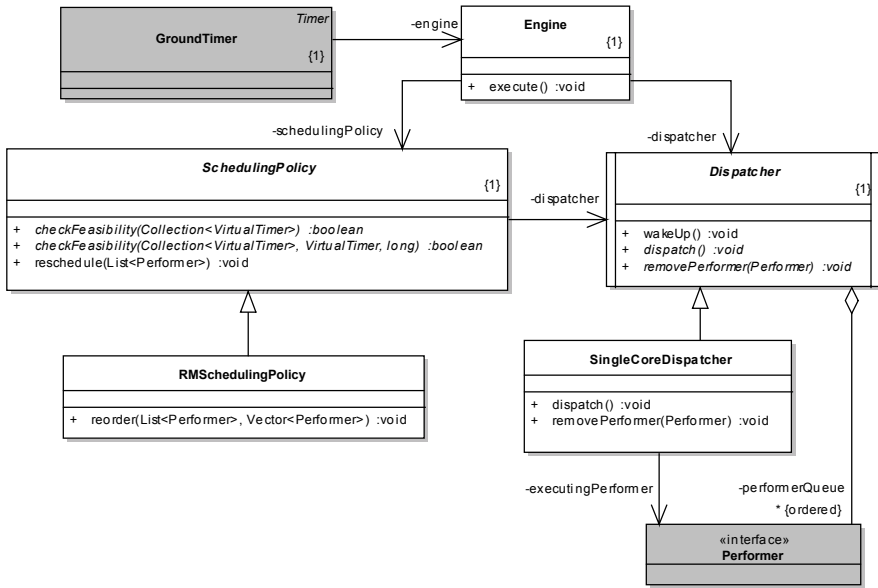 Timer
GroundTimer
{1}
-engine
Engine
{1}
+ execute() :void
-schedulingPolicy
-dispatcher
SchedulingPolicy
{1}
+ checkFeasibility(Collection<VirtualTimer>) :boolean
+ checkFeasibility(Collection<VirtualTimer>, VirtualTimer, long) :boolean
+ reschedule(List<Performer>) :void
-dispatcher
Dispatcher
{1}
+ wakeUp() :void
+ dispatch() :void
+ removePerformer(Performer) :void
RMSchedulingPolicy
+ reorder(List<Performer>, Vector<Performer>) :void
SingleCoreDispatcher
+ dispatch() :void
+ removePerformer(Performer) :void
-executingPerformer
-performerQueue
* {ordered}
«interface»
Performer